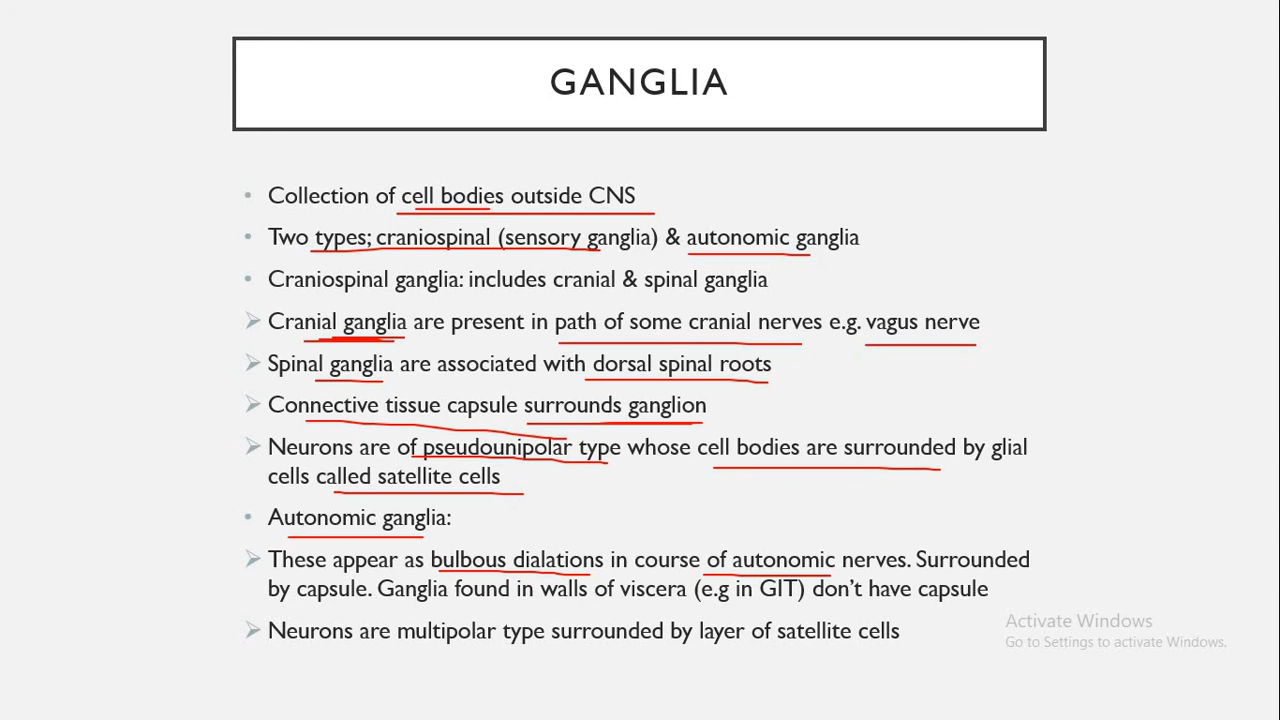 GANGLIA
• Collection of cell bodies outside CNS
• Two types; craniospinal (sensory ganglia) & autonomic ganglia
• Craniospinal ganglia: includes cranial & spinal ganglia
➢ Cranial ganglia are present in path of some cranial nerves e.g. vagus nerve
➢ Spinal ganglia are associated with dorsal spinal roots
➢ Connective tissue capsule surrounds ganglion
➢ Neurons are of pseudounipolar type whose cell bodies are surrounded by glial
cells called satellite cells
• Autonomic ganglia:
➢ These appear as bulbous dialations in course of autonomic nerves. Surrounded
by capsule. Ganglia found in walls of viscera (e.g in GIT) don't have capsule
➢ Neurons are multipolar type surrounded by layer of satellite cells
Activate Windows
Go to Settings to activate Windows.